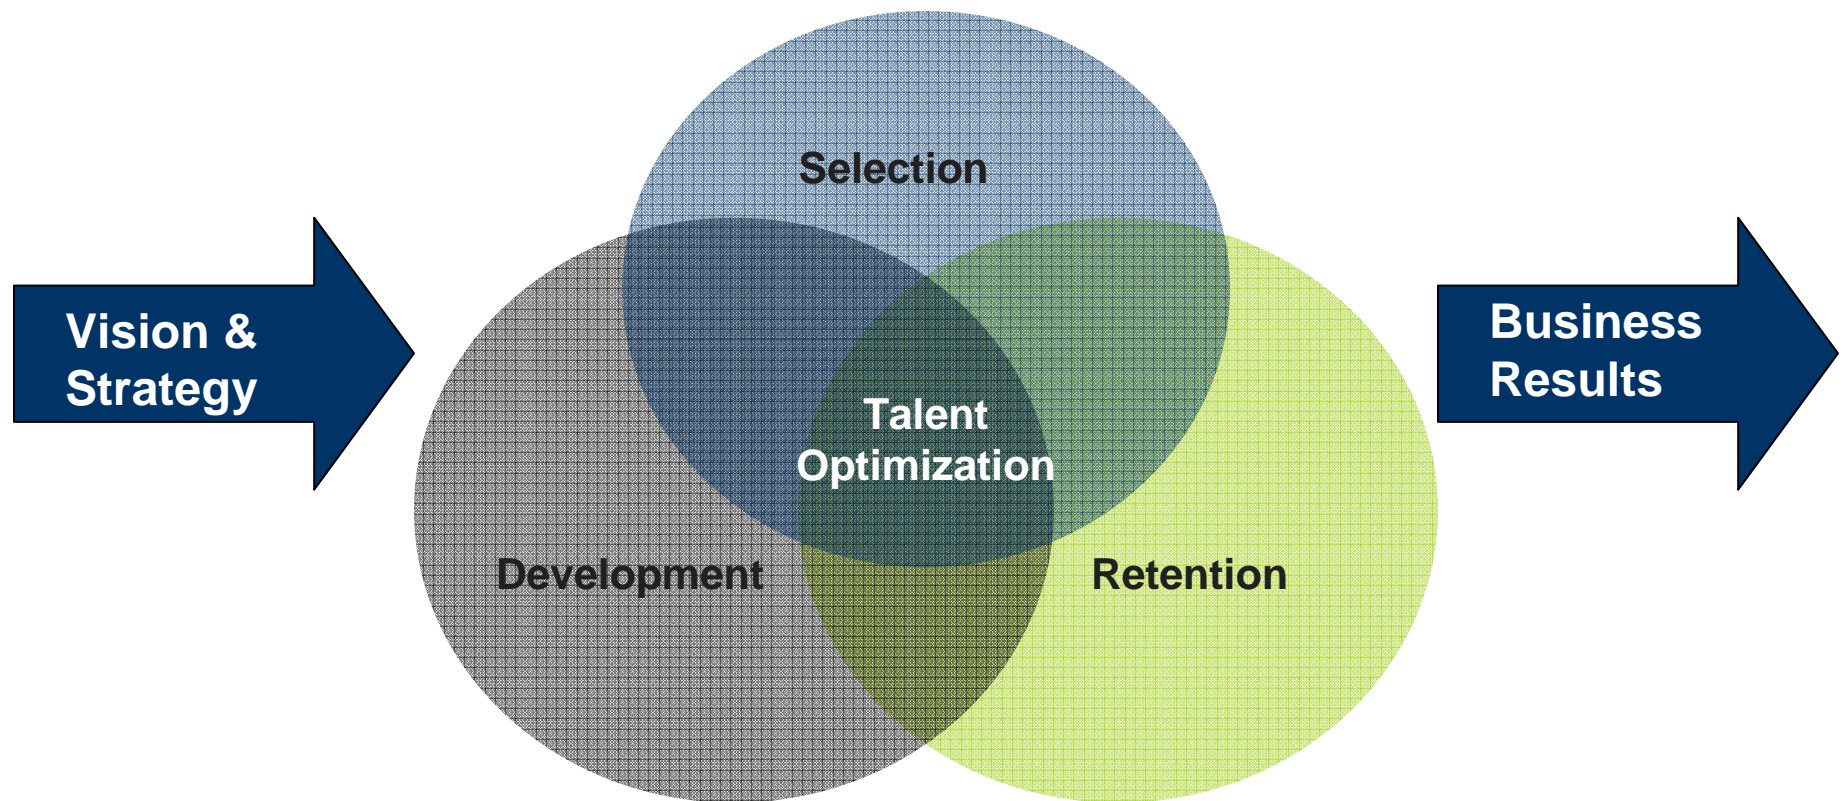 Selection
Vision &
Strategy
Talent
Optimization
Business
Results
Development
Retention